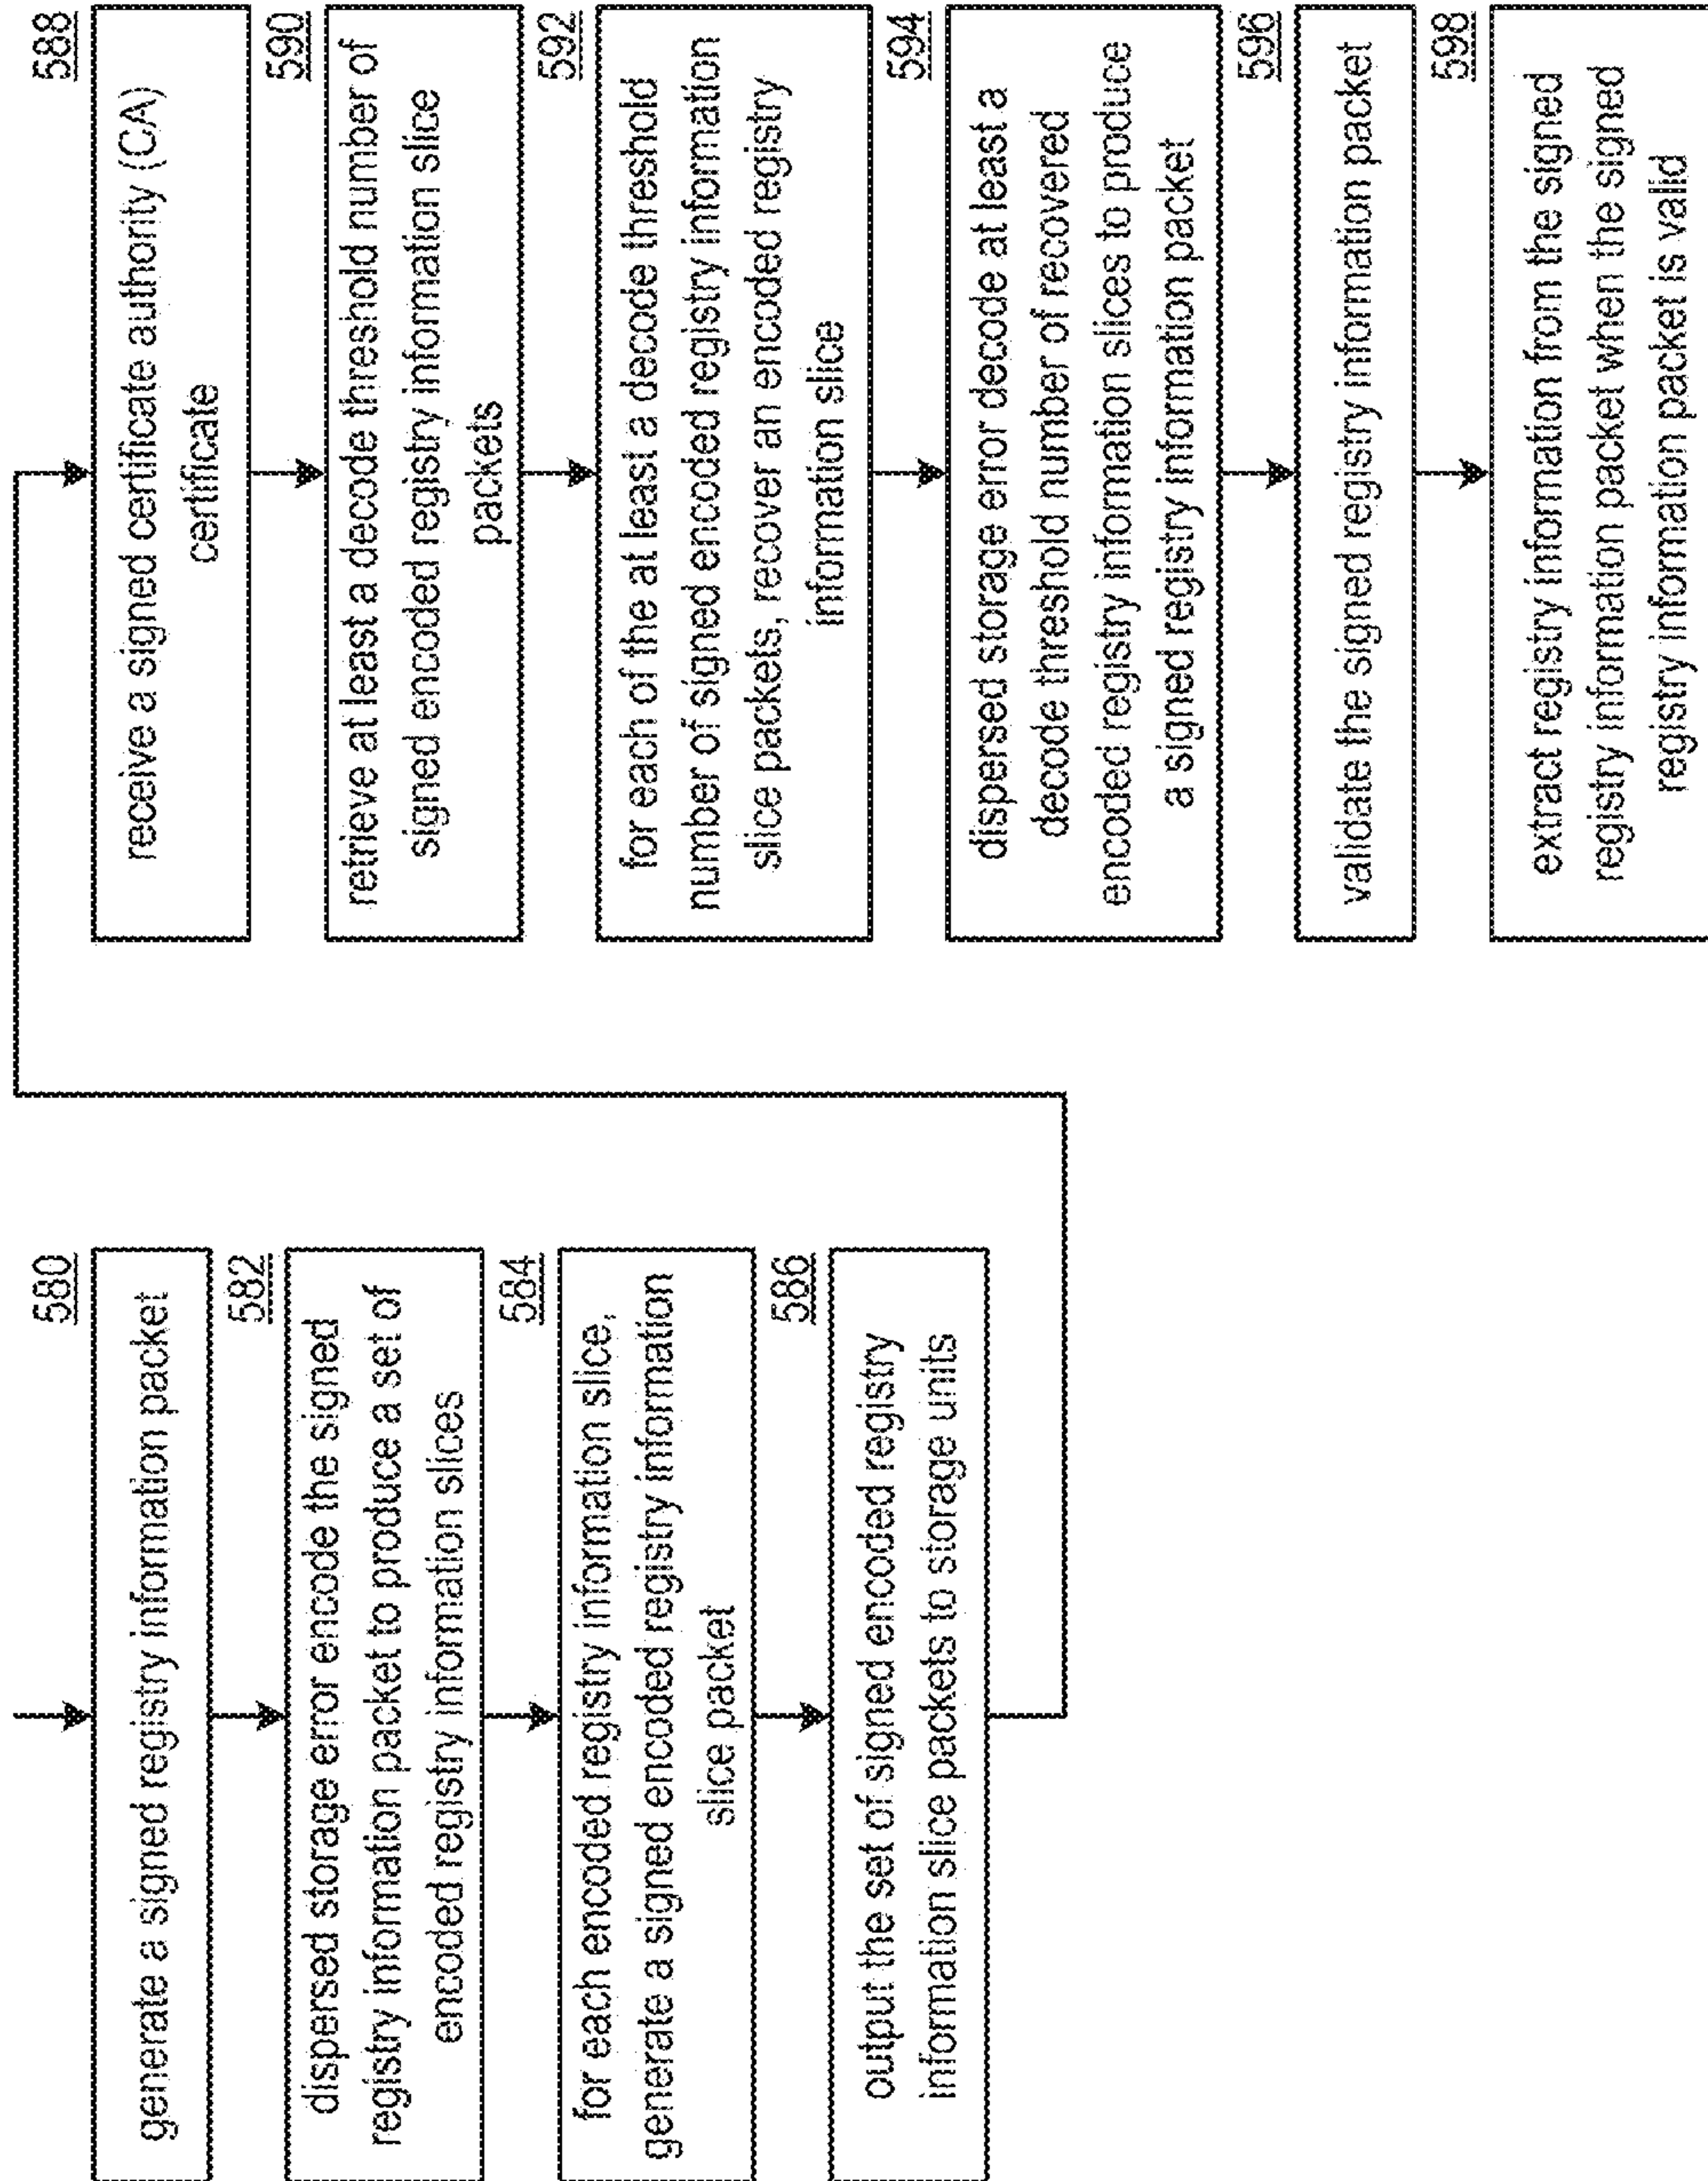 580
generate a signed registry information packet
582
dispersed storage error encode the signed
registry information packet to produce a set of
encoded registry information slices
584
for each encoded registry information slice,
generate a signed encoded registry information
slice packet
586
output the set of signed encoded registry
information slice packets to storage units
588
receive a signed certificate authority (CA)
certificate
590
retrieve at least a decode threshold number of
signed encoded registry information slice
packets
592
for each of the at least a decode threshold
number of signed encoded registry information
slice packets, recover an encoded registry
information slice
594
dispersed storage error decode at least a
decode threshold number of recovered
encoded registry information slices to produce
a signed registry information packet
596
validate the signed registry information packet
598
extract registry information from the signed
registry information packet when the signed
registry information packet is valid